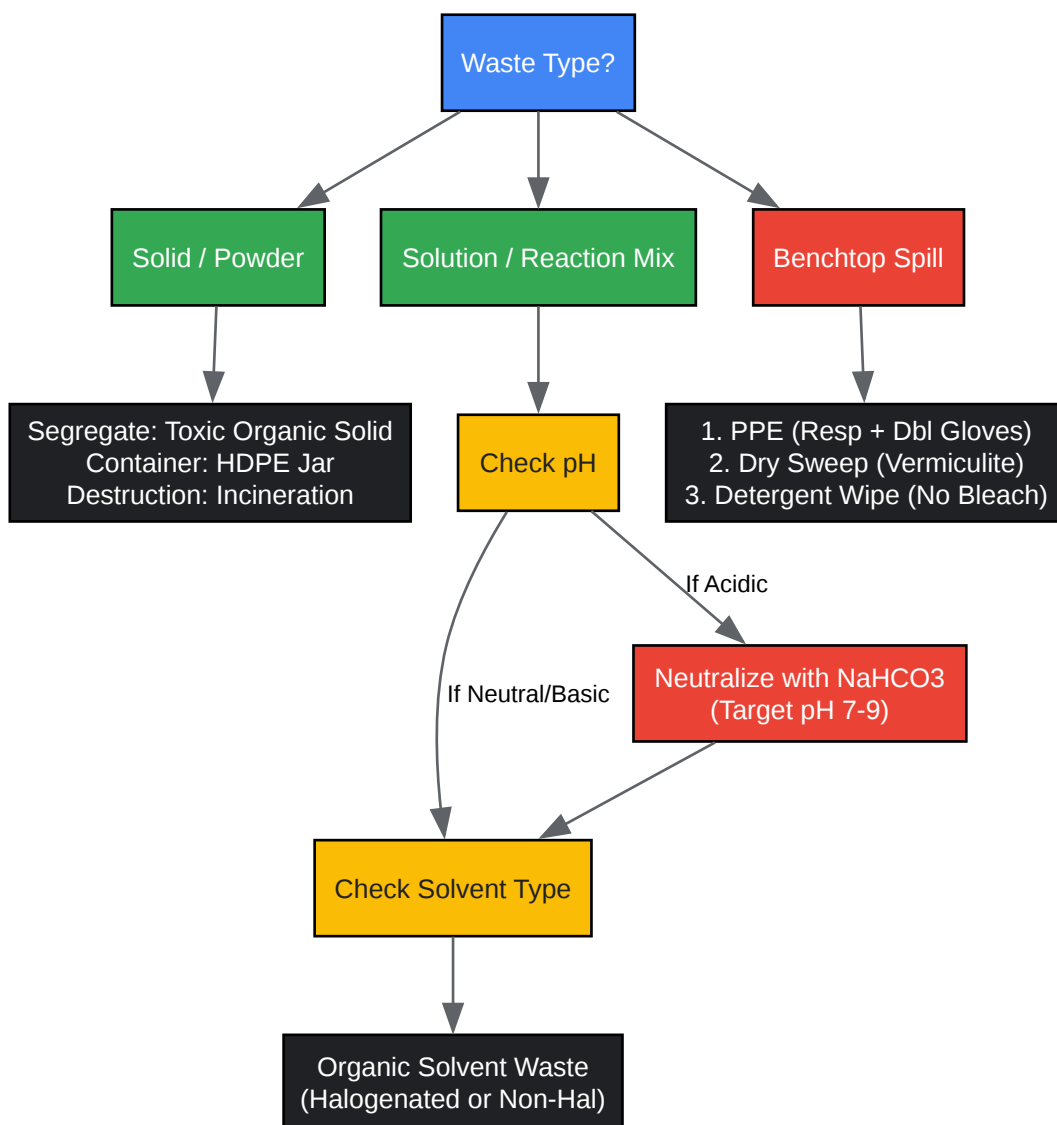 Waste Type?
Solid / Powder
Solution / Reaction Mix
Benchtop Spill
Segregate: Toxic Organic Solid
Container: HDPE Jar
Destruction: Incineration
Check pH
1. PPE (Resp + Dbl Gloves)
2. Dry Sweep (Vermiculite)
3. Detergent Wipe (No Bleach)
If Acidic
If Neutral/Basic
Neutralize with NaHCO3
(Target pH 7-9)
Check Solvent Type
Organic Solvent Waste
(Halogenated or Non-Hal)